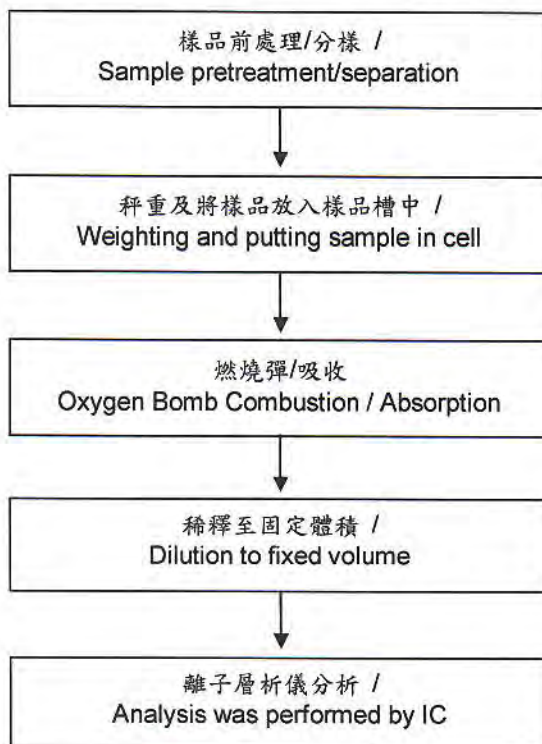 樣品前處理/分樣 /
Sample pretreatment/separation
秤重及將樣品放入樣品槽中 /
Weighting and putting sample in cell
燃燒彈/吸收
Oxygen Bomb Combustion / Absorption
稀釋至固定體積 /
Dilution to fixed volume
離子層析儀分析 /
Analysis was performed by IC